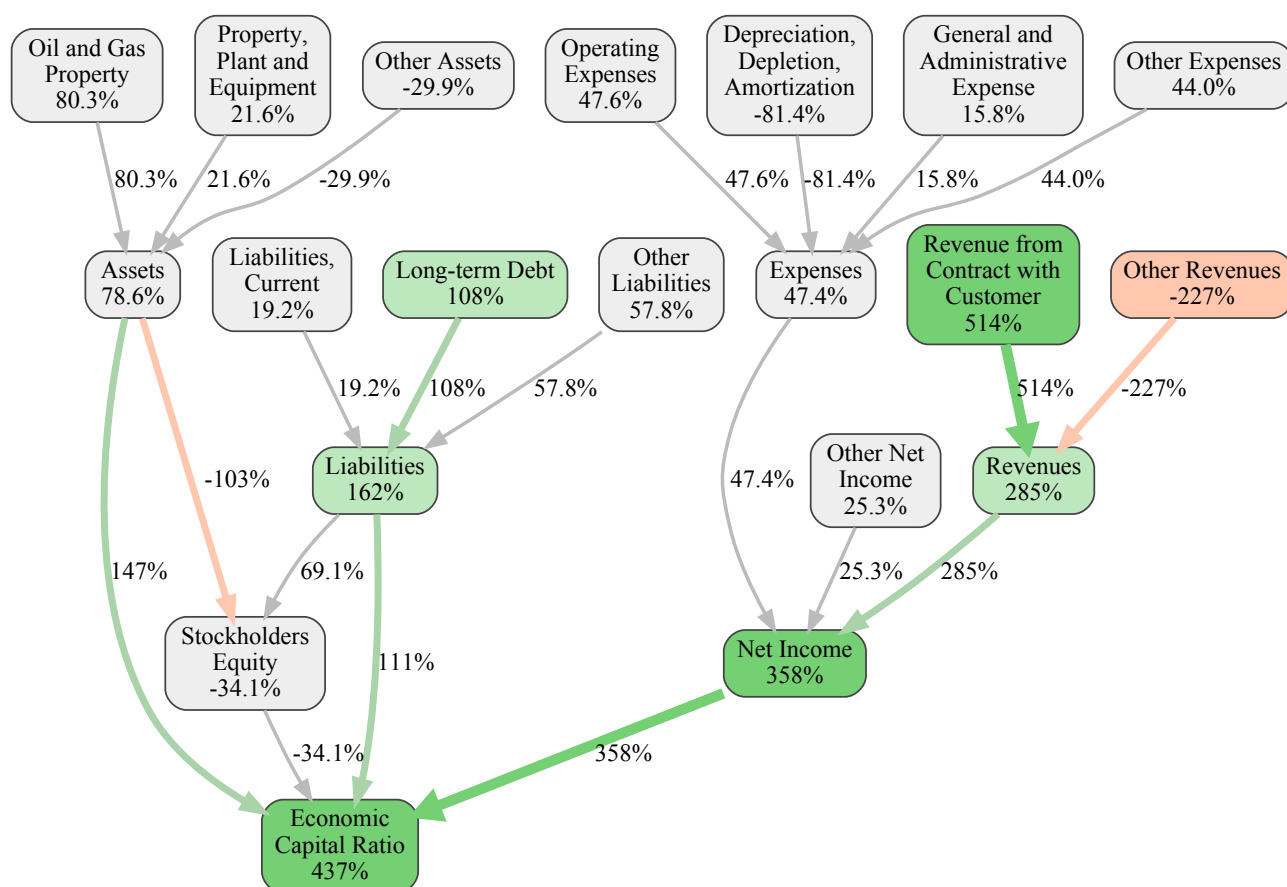 Oil and Gas
Property
80.3%
Property,
Plant and
Equipment
21.6%
Other Assets
-29.9%
Operating
Expenses
47.6%
Depreciation,
Depletion,
Amortization
-81.4%
General and
Administrative
Expense
15.8%
Other Expenses
44.0%
80.3%
21.6%
-29.9%
47.6%
-81.4%
15.8%
44.0%
Assets
78.6%
Liabilities,
Current
19.2%
Long-term Debt
108%
Other
Liabilities
57.8%
Expenses
47.4%
Revenue from
Contract with
Customer
514%
Other Revenues
-227%
19.2%
108%
57.8%
514%
-227%
-103%
Liabilities
162%
47.4%
Other Net
Income
25.3%
Revenues
285%
147%
69.1%
25.3%
285%
Stockholders
Equity
-34.1%
111%
Net Income
358%
-34.1%
358%
Economic
Capital Ratio
437%